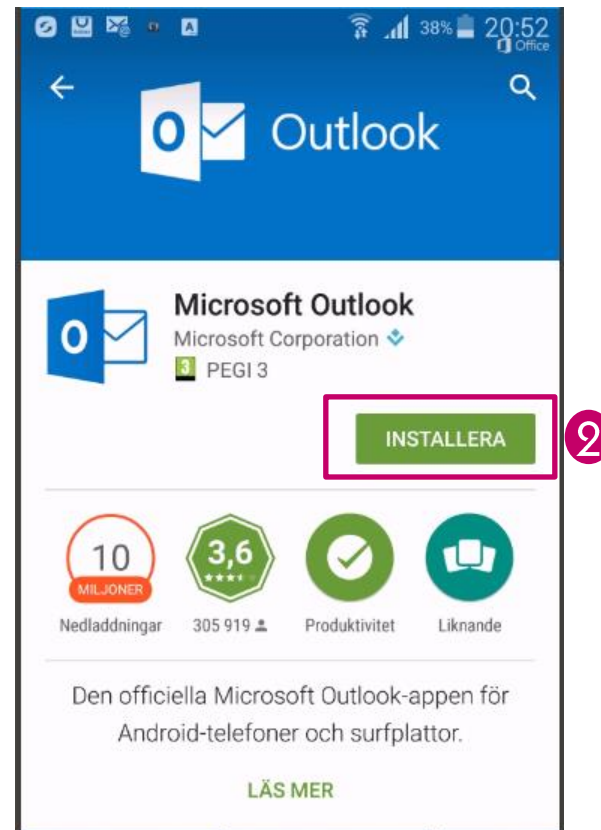 38% 20:52
Office
Outlook
Microsoft Outlook
Microsoft Corporation
3 PEGI 3
INSTALLERA
2
10
MILJONER
3,6
Nedladdningar
305 919
Produktivitet
Liknande
Den officiella Microsoft Outlook-appen för
Android-telefoner och surfplattor.
LÄS MER